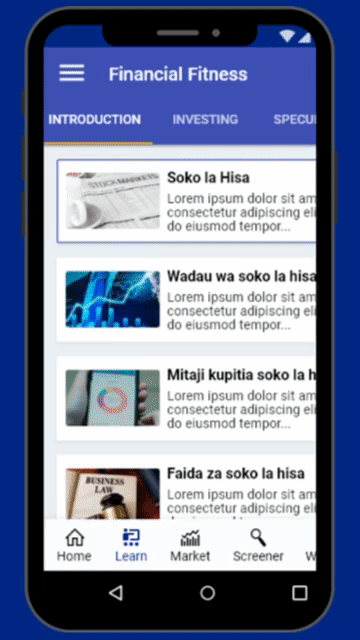 Financial Fitness
INTRODUCTION INVESTING SPECU
STOCK MARKETS
Soko la Hisa
Lorem ipsum dolor sit am
consectetur adipiscing eli
do eiusmod tempor...
Wadau wa soko la hisa
Lorem ipsum dolor sit am
consectetur adipiscing eli
do eiusmod tempor...
Mitaji kupitia soko la h
Lorem ipsum dolor sit am
consectetur adipiscing eli
do eiusmod tempor...
BUSINESS
LAW
Faida za soko la hisa
Lorem ipsum dolor sit am
consectetur adipiscing eli
Home Learn Market Screener W